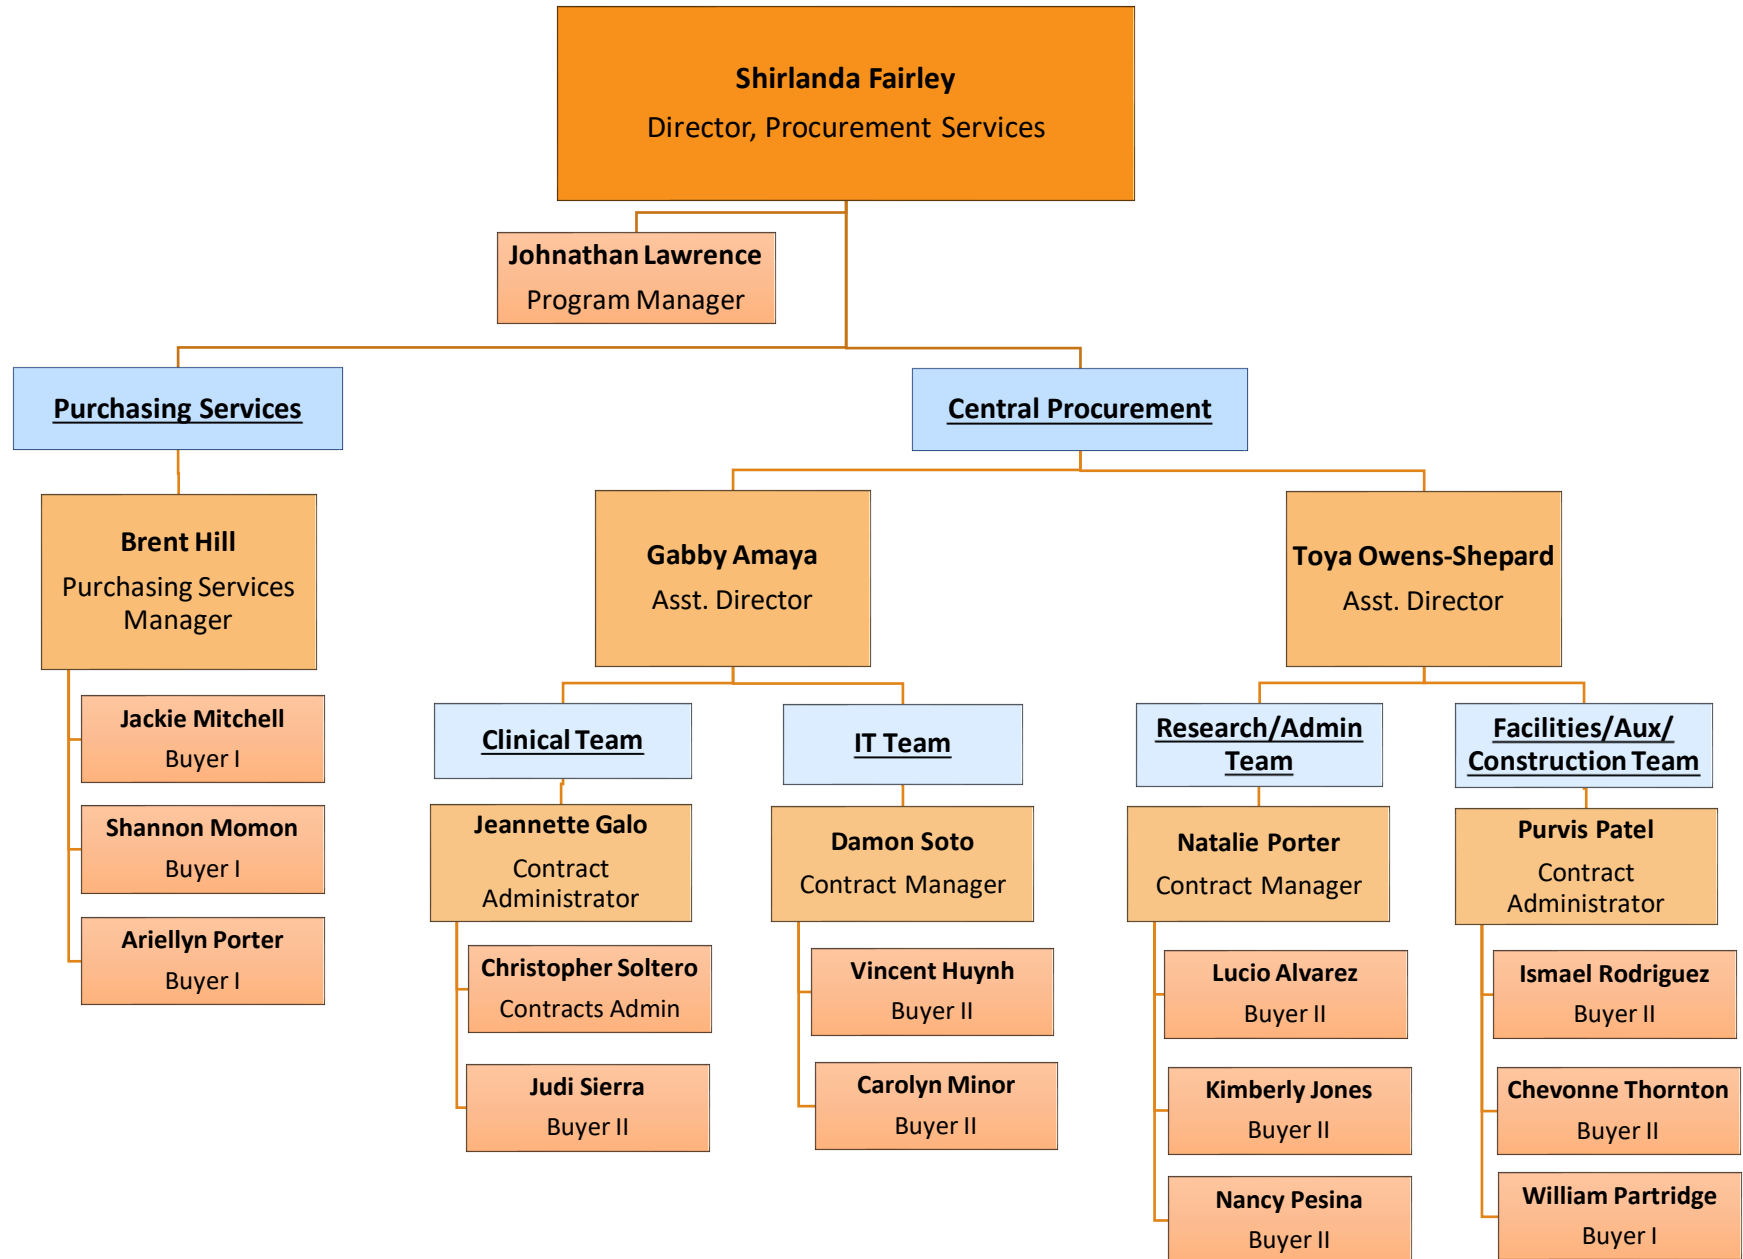 Shirlanda Fairley
Director, Procurement Services
Johnathan Lawrence
Program Manager
Purchasing Services
Central Procurement
Brent Hill
Purchasing Services
Manager
Gabby Amaya
Asst. Director
Toya Owens-Shepard
Asst. Director
Jackie Mitchell
Buyer I
Shannon Momon
Buyer I
Ariellyn Porter
Buyer I
Clinical Team
IT Team
Research/Admin
Team
Facilities/Aux/
Construction Team
Jeannette Galo
Contract
Administrator
Damon Soto
Contract Manager
Natalie Porter
Contract Manager
Purvis Patel
Contract
Administrator
Christopher Soltero
Contracts Admin
Judi Sierra
Buyer II
Vincent Huynh
Buyer II
Carolyn Minor
Buyer II
Lucio Alvarez
Buyer II
Kimberly Jones
Buyer II
Nancy Pesina
Buyer II
Ismael Rodriguez
Buyer II
Chevonne Thornton
Buyer II
William Partridge
Buyer I